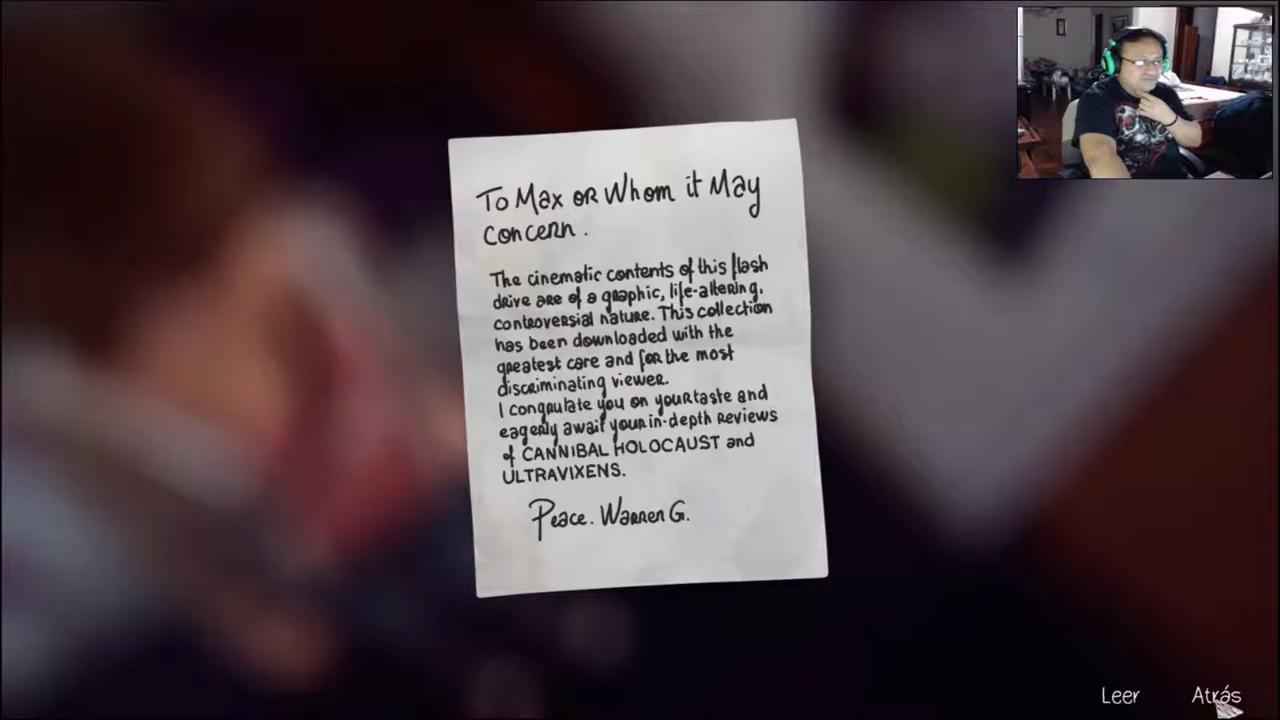 To Max or Whom it May
concern.
The cinematic contents of this flash
drive are of a graphic, life-altering,
controversial nature. This collection
has been downloaded with the
greatest care and for the most
discriminating viewer.
I congrulate you on your taste and
eagerly await your in-depth reviews
of CANNIBAL HOLOCAUST and
ULTRAVIXENS.
Peace. Warren G.
Leer Atrás